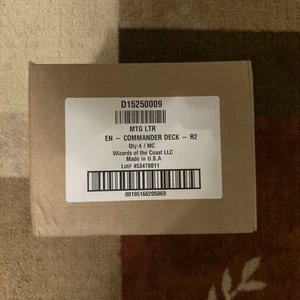 D15250009
MTG LTR
EN - COMMANDER DECK - R2
Qty:4 / MC
Wizards of the Coast LLC
Made in U.S.A
Lot# 453478011
00195166205069